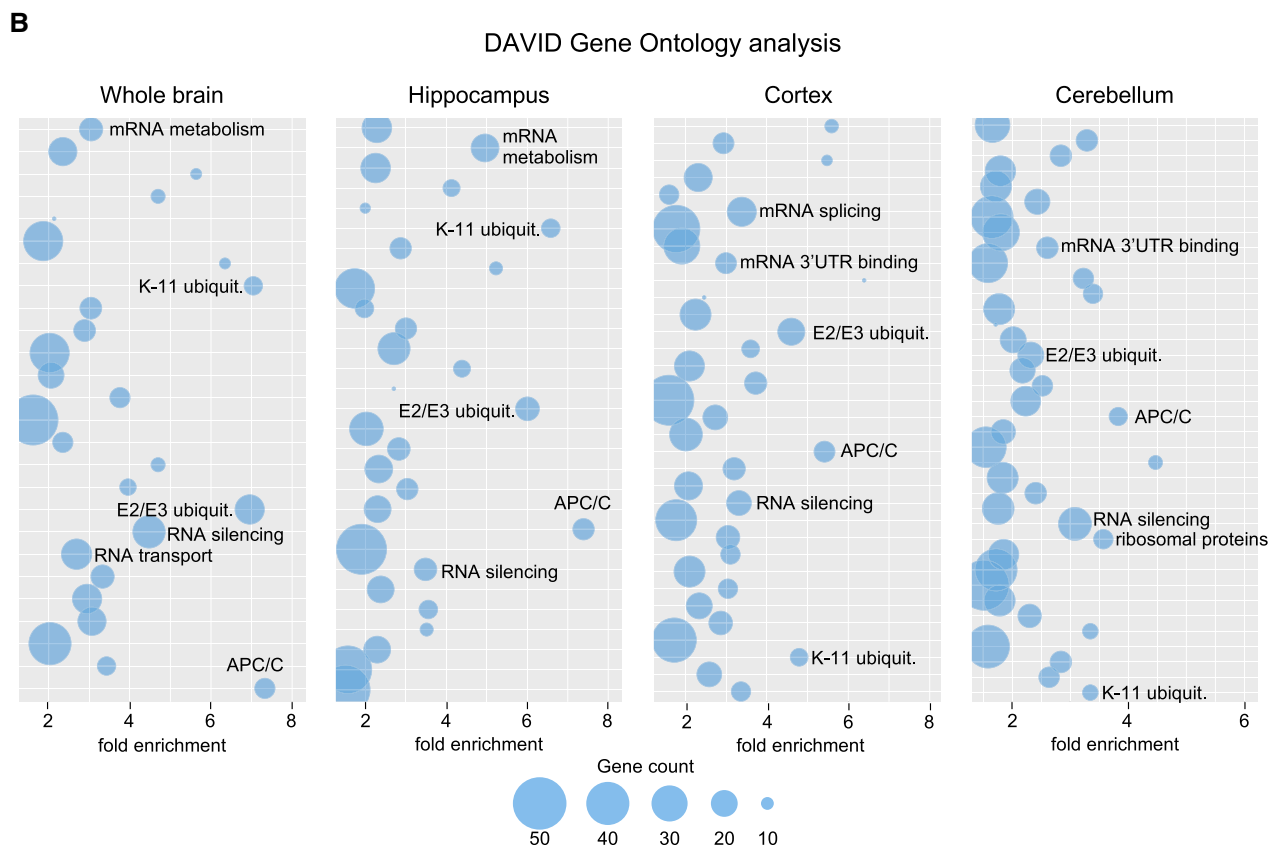 B
DAVID Gene Ontology analysis
Whole brain
mRNA metabolism
K-11 ubiquit.
E2/E3 ubiquit.
RNA silencing
RNA transport
APC/C
2 4 6 8
fold enrichment
Hippocampus
mRNA
metabolism
K-11 ubiquit.
E2/E3 ubiquit.
APC/C
RNA silencing
2 4 6 8
fold enrichment
Cortex
mRNA splicing
mRNA 3’UTR binding
E2/E3 ubiquit.
APC/C
RNA silencing
K-11 ubiquit.
2 4 6 8
fold enrichment
Cerebellum
mRNA 3’UTR binding
E2/E3 ubiquit.
APC/C
RNA silencing
ribosomal proteins
K-11 ubiquit.
2 4 6
fold enrichment
Gene count
50 40 30 20 10